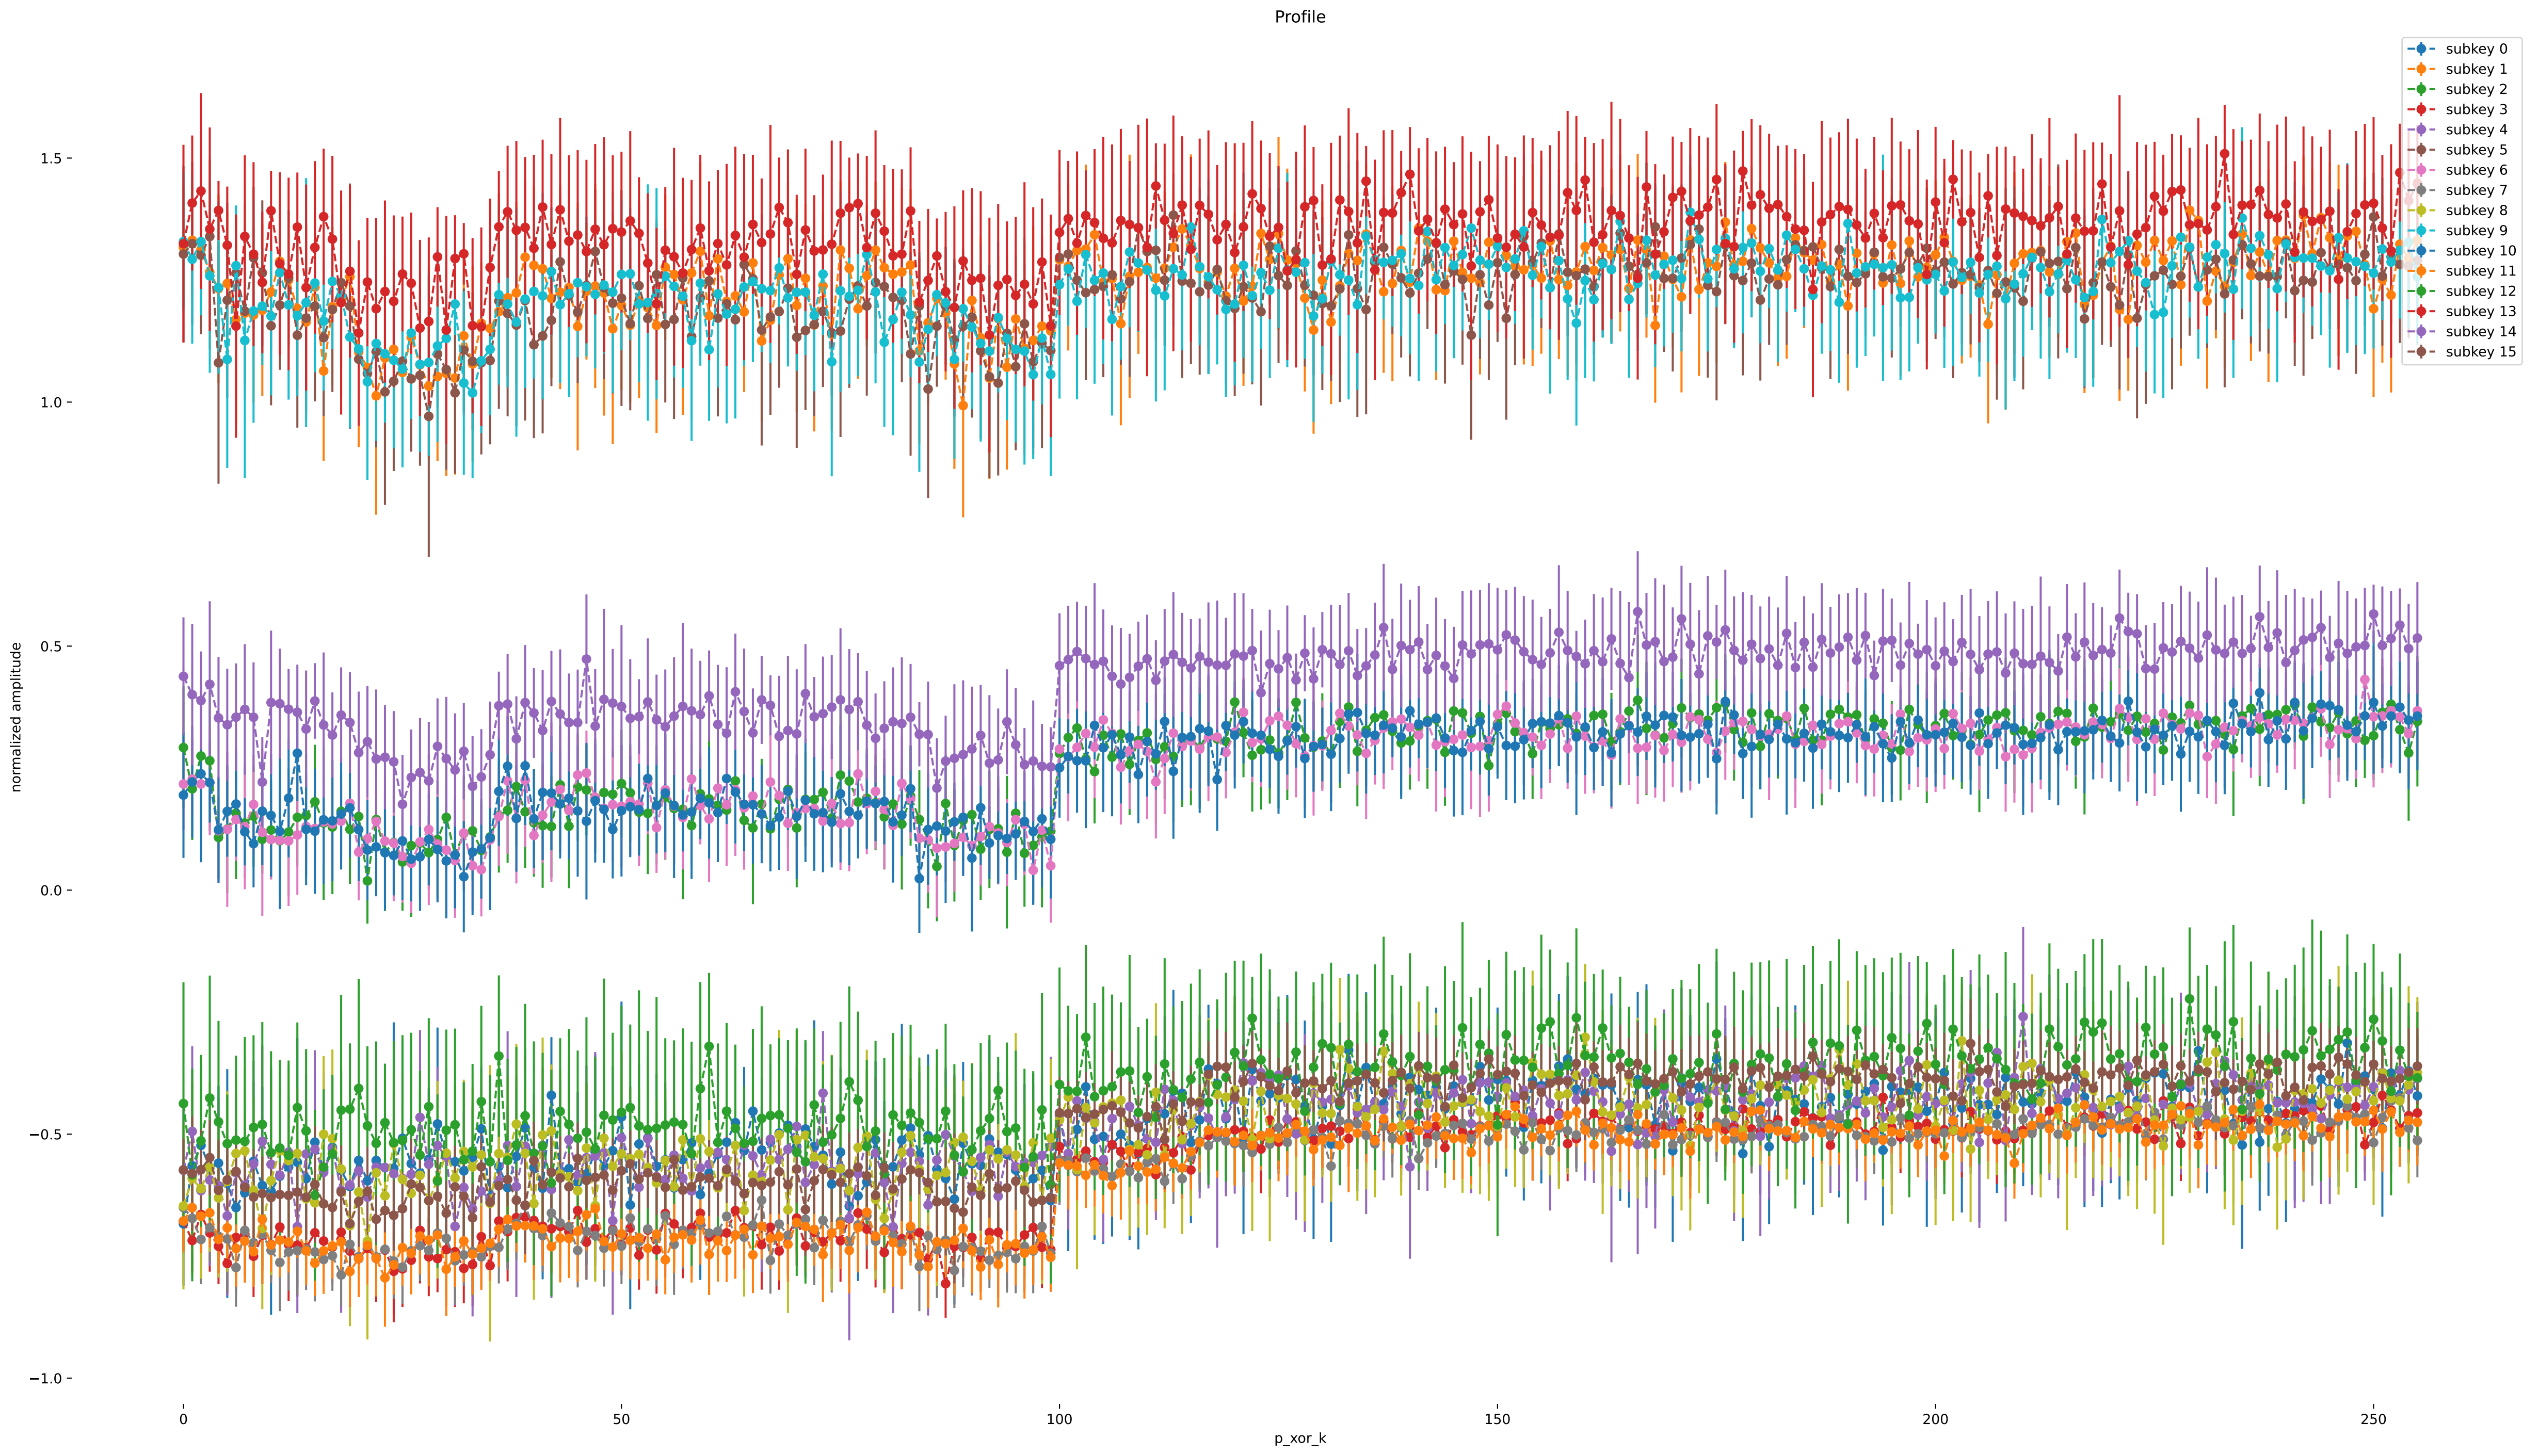 Profile
normalized amplitude
1.5
1.0
0.5
0.0
−0.5
−1.0
0
50
100
150
200
250
p_xor_k
subkey 0
subkey 1
subkey 2
subkey 3
subkey 4
subkey 5
subkey 6
subkey 7
subkey 8
subkey 9
subkey 10
subkey 11
subkey 12
subkey 13
subkey 14
subkey 15